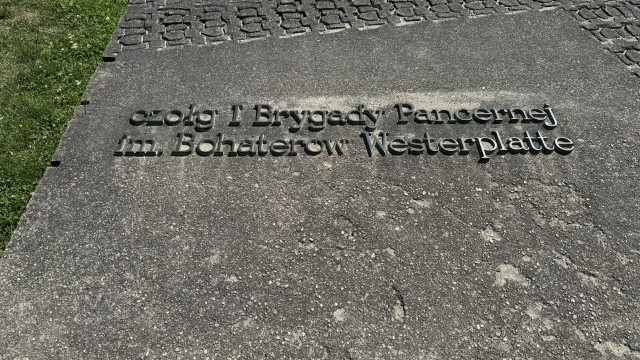 czołg 1 Brygady Pancernej
im. Bohaterów Westerplatte